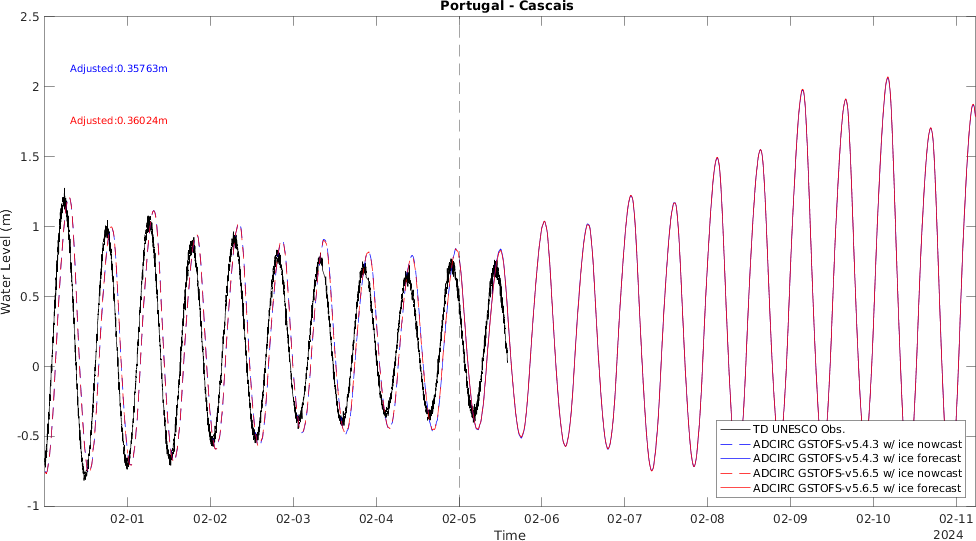 Portugal - Cascais
2.5
2
1.5
1
0.5
0
-0.5
-1
Water Level (m)
Adjusted:0.35763m
Adjusted:0.36024m
TD UNESCO Obs.
ADCIRC GSTOFS-v5.4.3 w/ ice nowcast
ADCIRC GSTOFS-v5.4.3 w/ ice forecast
ADCIRC GSTOFS-v5.6.5 w/ ice nowcast
ADCIRC GSTOFS-v5.6.5 w/ ice forecast
02-01 02-02 02-03 02-04 02-05 02-06 02-07 02-08 02-09 02-10 02-11
Time
2024